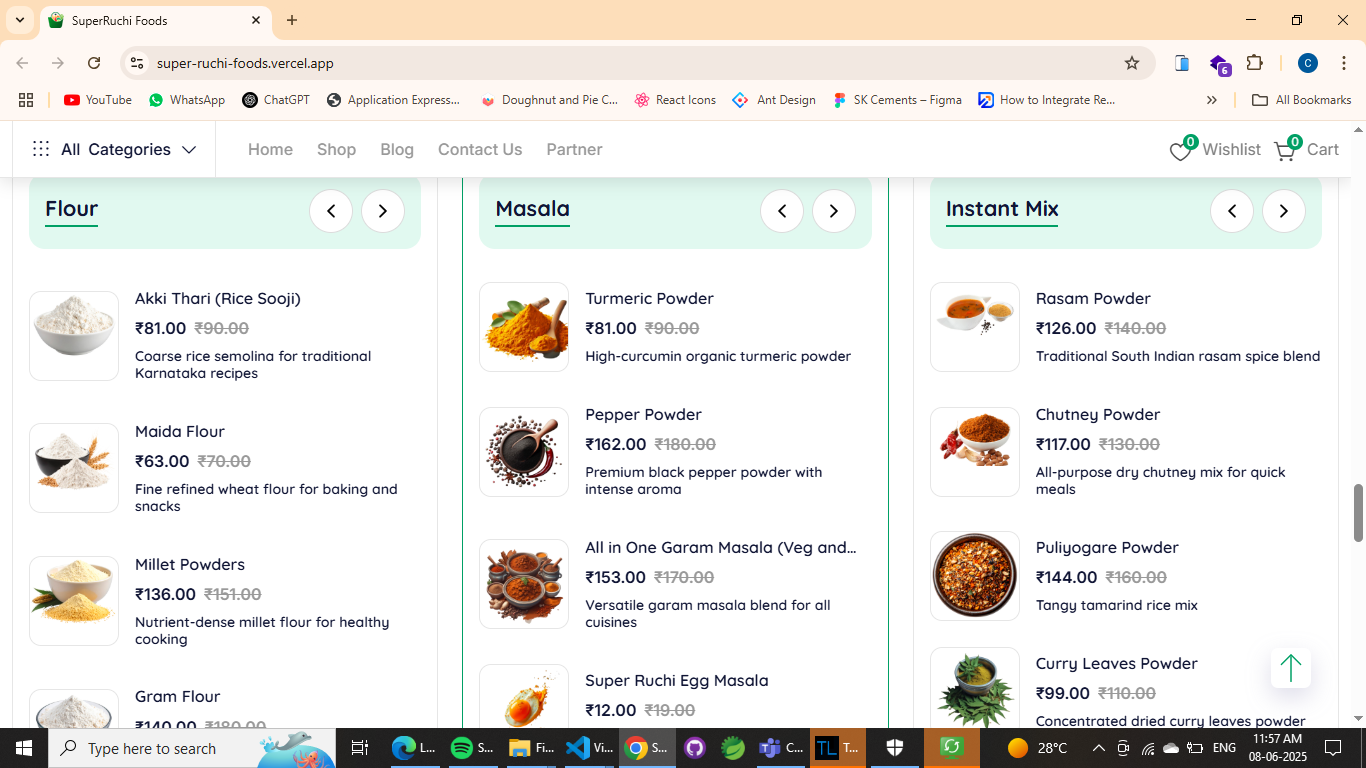 SuperRuchi Foods
super-ruchi-foods.vercel.app
6
C
YouTube
WhatsApp
ChatGPT
Application Express...
Doughnut and Pie C...
React Icons
Ant Design
SK Cements – Figma
How to Integrate Re...
All Bookmarks
All Categories
Home
Shop
Blog
Contact Us
Partner
0
Wishlist
0
Cart
Flour
Akki Thari (Rice Sooji)
₹81.00 ₹90.00
Coarse rice semolina for traditional
Karnataka recipes
Maida Flour
₹63.00 ₹70.00
Fine refined wheat flour for baking and
snacks
Millet Powders
₹136.00 ₹151.00
Nutrient-dense millet flour for healthy
cooking
Gram Flour
₹140.00 ₹180.00
Masala
Turmeric Powder
₹81.00 ₹90.00
High-curcumin organic turmeric powder
Pepper Powder
₹162.00 ₹180.00
Premium black pepper powder with
intense aroma
All in One Garam Masala (Veg and...
₹153.00 ₹170.00
Versatile garam masala blend for all
cuisines
Super Ruchi Egg Masala
₹12.00 ₹19.00
Instant Mix
Rasam Powder
₹126.00 ₹140.00
Traditional South Indian rasam spice blend
Chutney Powder
₹117.00 ₹130.00
All-purpose dry chutney mix for quick
meals
Puliyogare Powder
₹144.00 ₹160.00
Tangy tamarind rice mix
Curry Leaves Powder
₹99.00 ₹110.00
Concentrated dried curry leaves powder
Type here to search
L...
S...
Fi...
Vi...
S...
C...
TL
T...
28°C
ENG
11:57 AM
08-06-2025